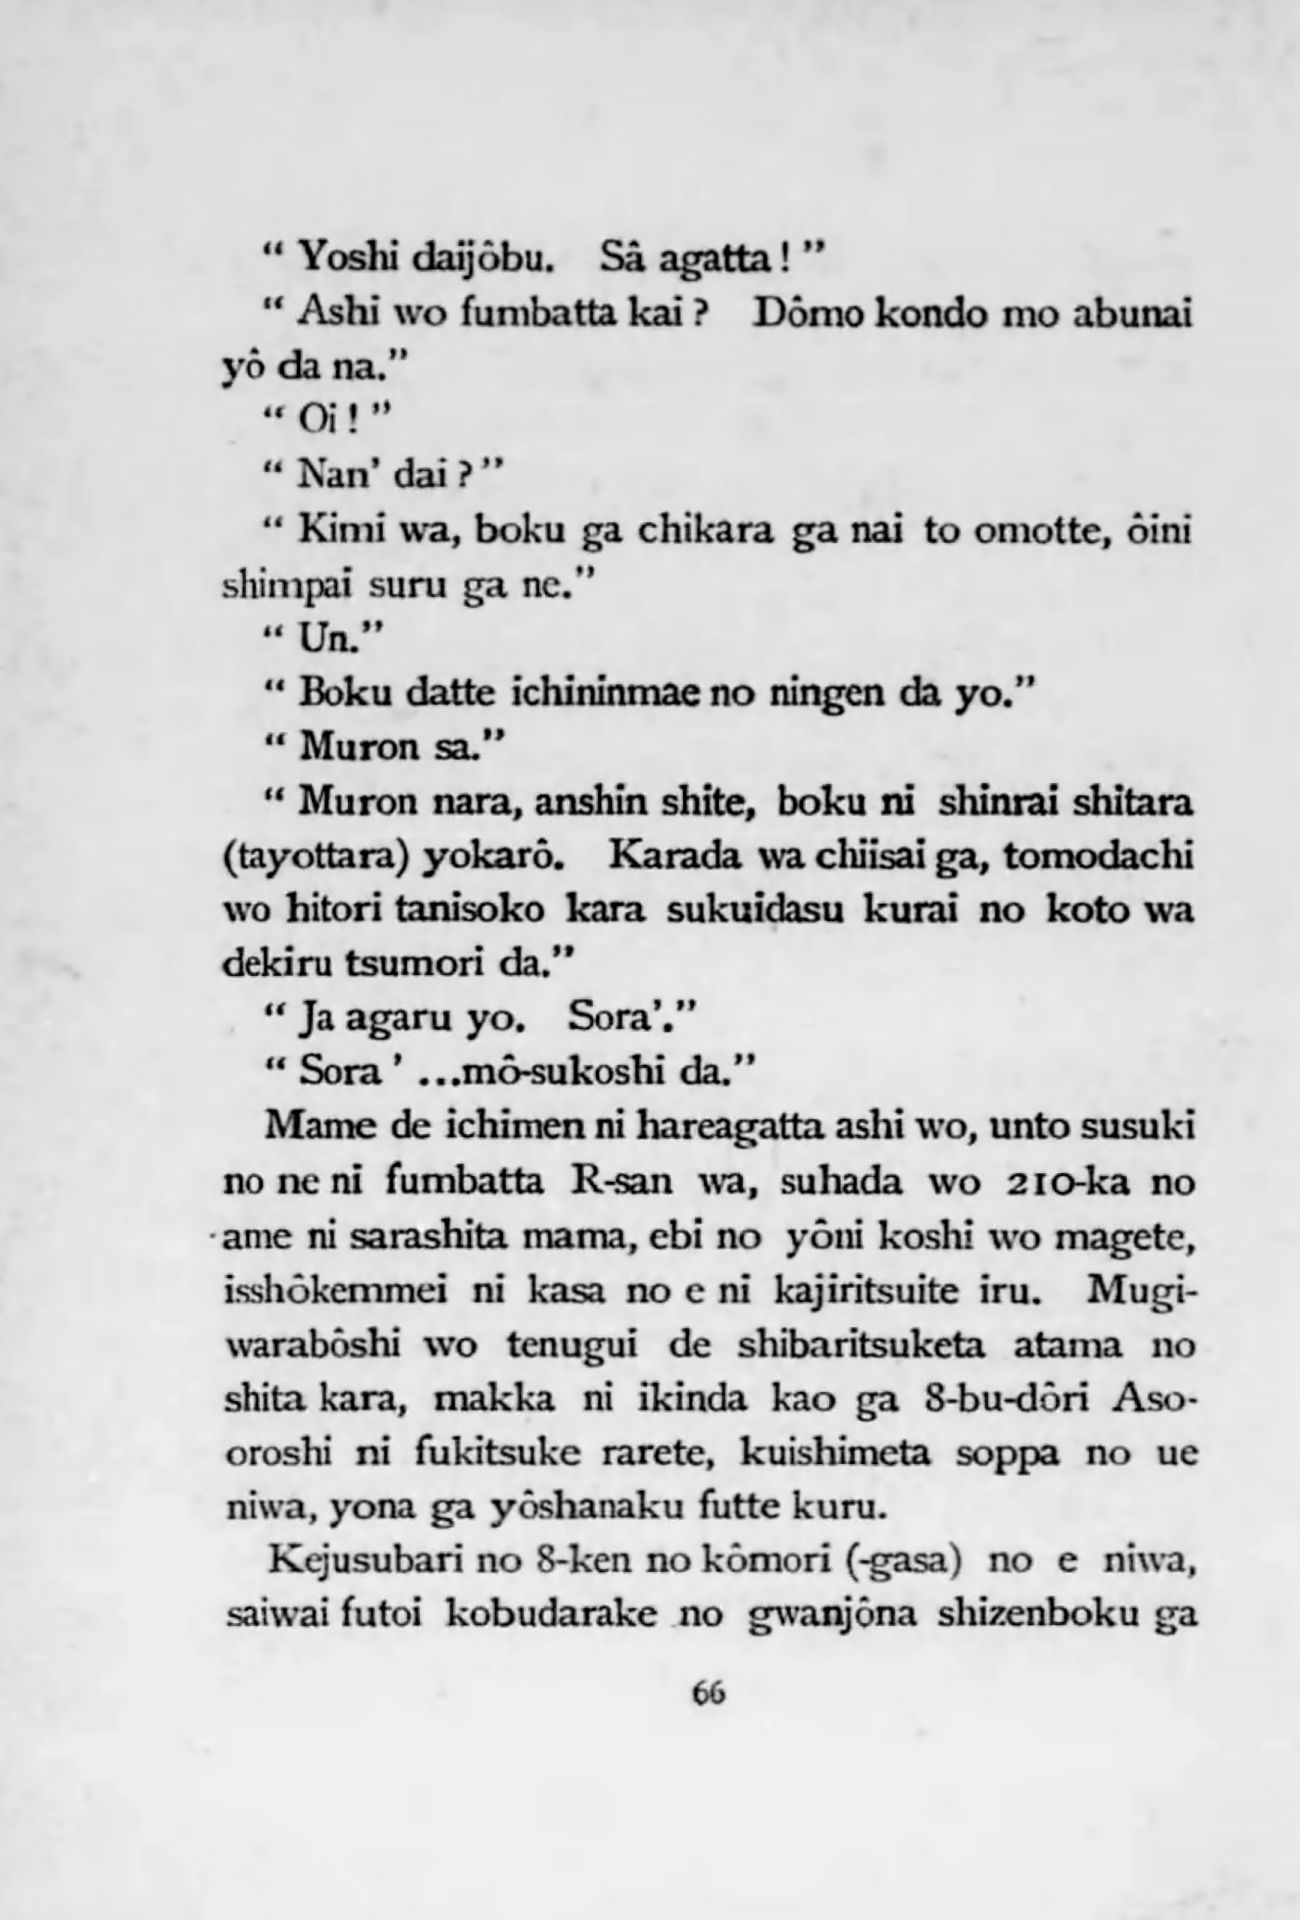 “ Yoshi daijôbu. Sâ agatta ! ”
“ Ashi wo fumbatta kai ? Dômo kondo mo abunai
yô da na.”
“ Oi ! ”
“ Nan’ dai ? ”
“ Kimi wa, boku ga chikara ga nai to omotte, ôini
shimpai suru ga ne.”
“ Un.”
“ Boku datte ichininmae no ningen da yo.”
“ Muron sa.”
“ Muron nara, anshin shite, boku ni shinrai shitara
(tayottara) yokarô. Karada wa chiisai ga, tomodachi
wo hitori tanisoko kara sukuidasu kurai no koto wa
dekiru tsumori da.”
“ Ja agaru yo. Sora’.”
“ Sora ’ ...mô-sukoshi da.”
Mame de ichimen ni hareagatta ashi wo, unto susuki
no ne ni fumbatta R-san wa, suhada wo 210-ka no
ame ni sarashita mama, ebi no yôni koshi wo magete,
isshôkemmei ni kasa no e ni kajiritsuite iru. Mugi-
warabôshi wo tenugui de shibaritsuketa atama no
shita kara, makka ni ikinda kao ga 8-bu-dôri Aso-
oroshi ni fukitsuke rarete, kuishimeta soppa no ue
niwa, yona ga yôshanaku futte kuru.
Kejusubari no 8-ken no kômori (-gasa) no e niwa,
saiwai futoi kobudarake no gwanjôna shizenboku ga
66